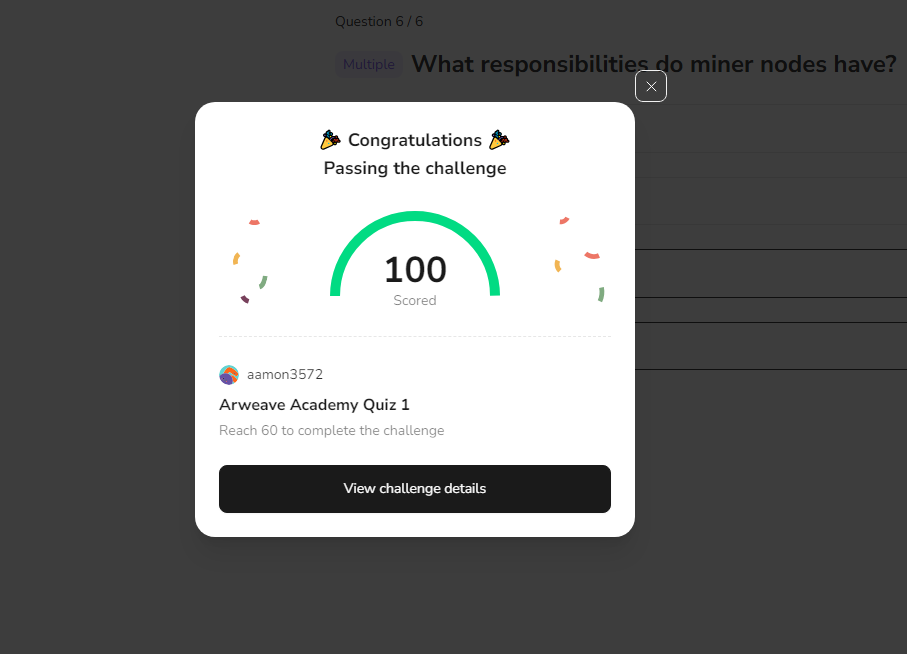 Question 6 / 6
Multiple What responsibilities do miner nodes have?
🎉 Congratulations 🎉
Passing the challenge
100
Scored
aamon3572
Arweave Academy Quiz 1
Reach 60 to complete the challenge
View challenge details